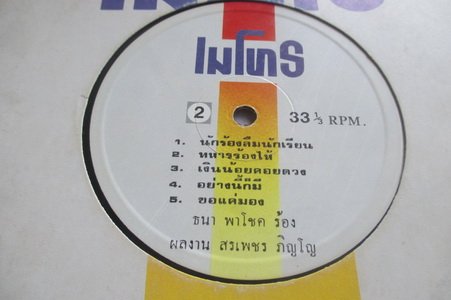 เมโทร
2
33 1/3 RPM.
1. นักร้องลืมนักเรียน
2. ทหารร้องไห้
3. เงินน้อยคอยดวง
4. อย่างนี้ก็มี
5. ขอแค่มอง
ธนา พาโชค ร้อง
ผลงาน สรเพชร ภิญโญ